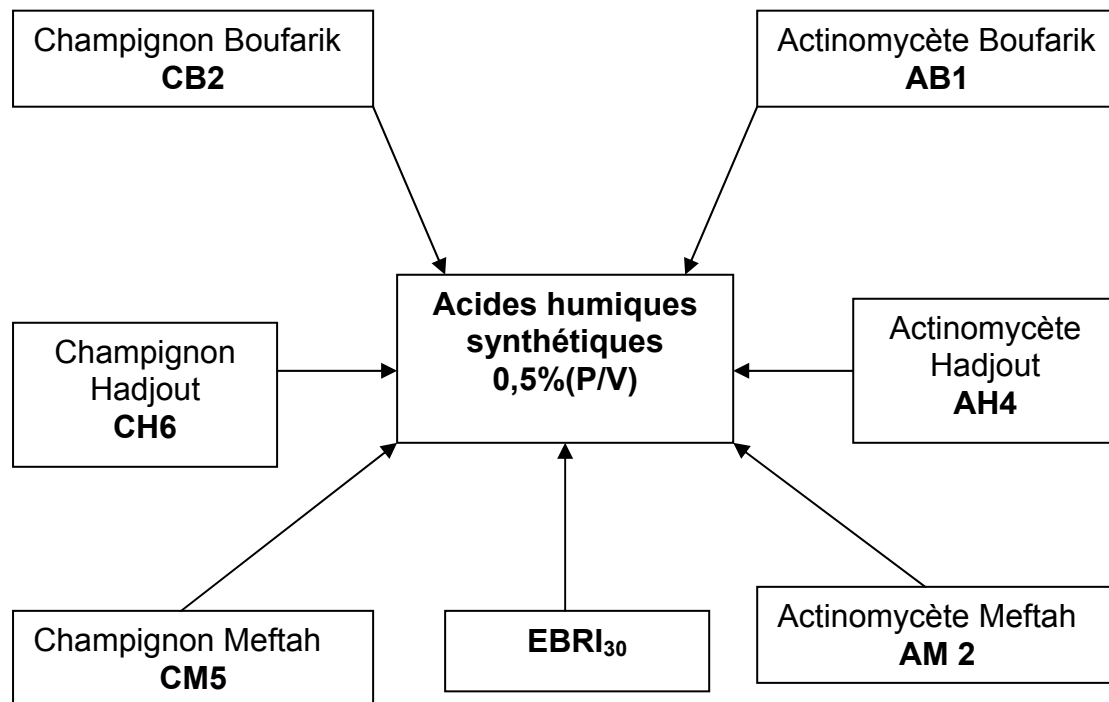 Champignon Boufarik
CB2
Actinomycète Boufarik
AB1
Acides humiques
synthétiques
0,5%(P/V)
Champignon
Hadjout
CH6
Actinomycète
Hadjout
AH4
Champignon Meftah
CM5
EBRI₃₀
Actinomycète Meftah
AM 2